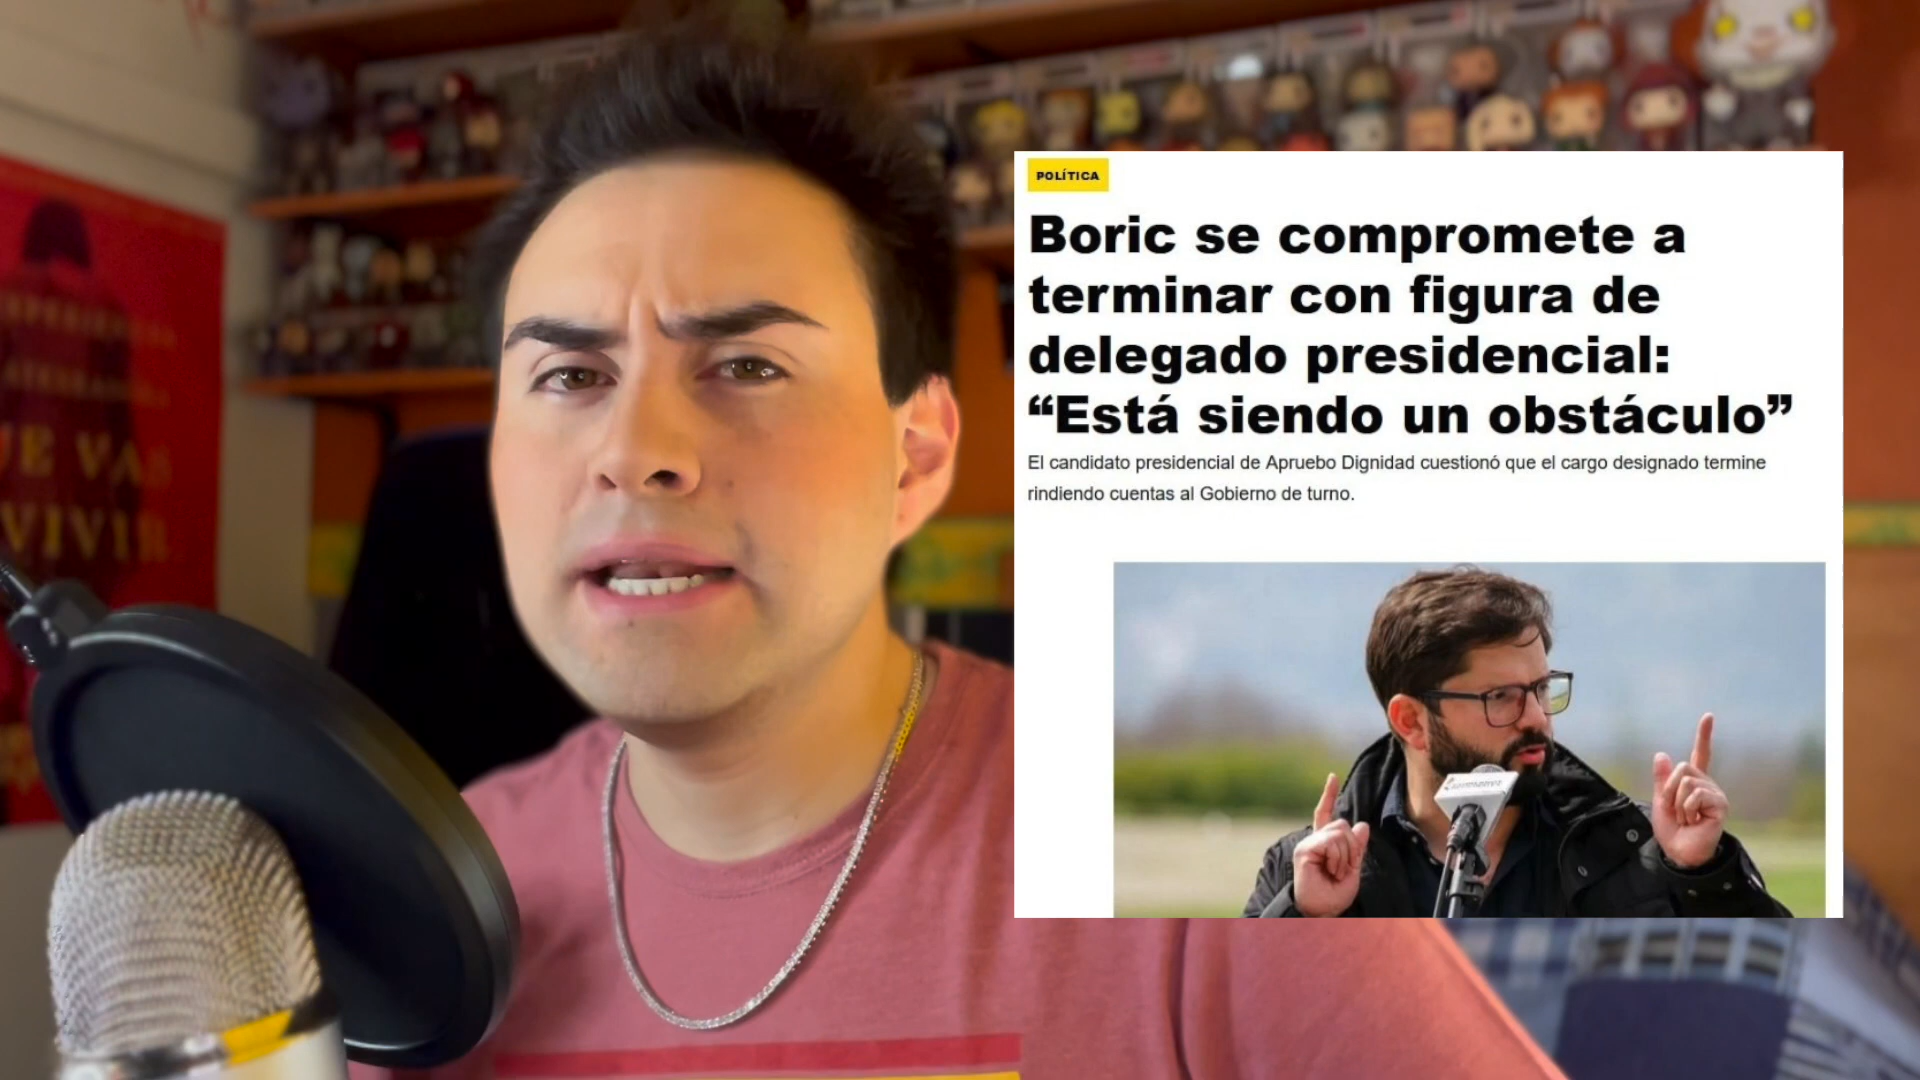 POLÍTICA
Boric se compromete a
terminar con figura de
delegado presidencial:
“Está siendo un obstáculo”
El candidato presidencial de Apruebo Dignidad cuestionó que el cargo designado termine
rindiendo cuentas al Gobierno de turno.
VIVIR